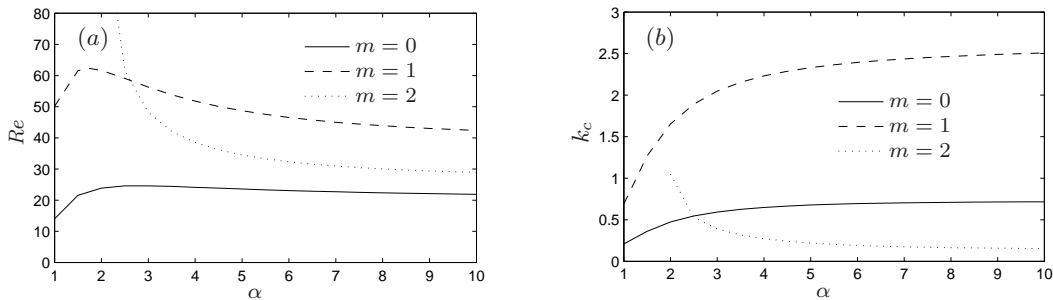 (a)
m = 0
m = 1
m = 2
80
70
60
50
40
30
20
10
0
Re
1 2 3 4 5 6 7 8 9 10
α
(b)
m = 0
m = 1
m = 2
3
2.5
2
1.5
1
0.5
0
k_c
1 2 3 4 5 6 7 8 9 10
α